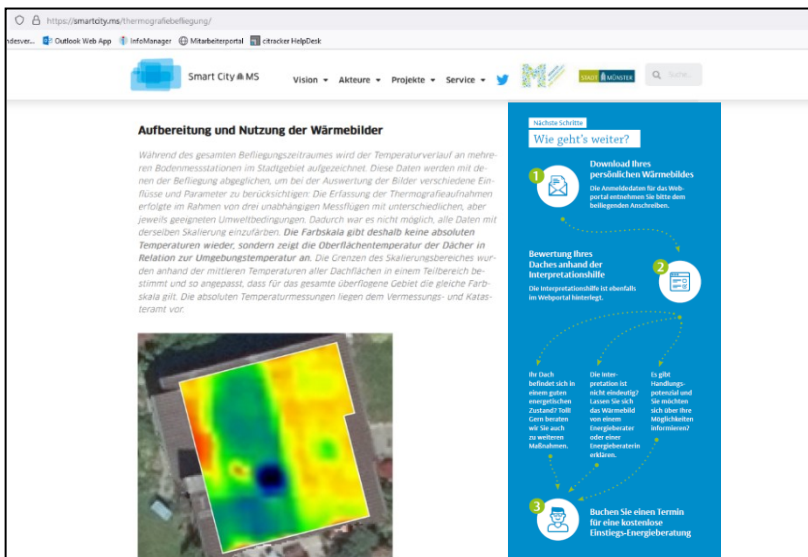 https://smartcity.ms/thermografiebefliegung/
ndesver... Outlook Web App InfoManager Mitarbeiterportal citracker HelpDesk
Smart City MS
Vision Akteure Projekte Service
STADT MÜNSTER
Suche...
Aufbereitung und Nutzung der Wärmebilder
Während des gesamten Befliegungszeitraumes wird der Temperaturverlauf an mehre-
ren Bodenmessstationen im Stadtgebiet aufgezeichnet. Diese Daten werden mit de-
nen der Befliegung abgeglichen, um bei der Auswertung der Bilder verschiedene Ein-
flüsse und Parameter zu berücksichtigen: Die Erfassung der Thermografieaufnahmen
erfolgte im Rahmen von drei unabhängigen Messflügen mit unterschiedlichen, aber
jeweils geeigneten Umweltbedingungen. Dadurch war es nicht möglich, alle Daten mit
derselben Skalierung einzufärben. Die Farbskala gibt deshalb keine absoluten
Temperaturen wieder, sondern zeigt die Oberflächentemperatur der Dächer in
Relation zur Umgebungstemperatur an. Die Grenzen des Skalierungsbereiches wur-
den anhand der mittleren Temperaturen aller Dachflächen in einem Teilbereich be-
stimmt und so angepasst, dass für das gesamte überflogene Gebiet die gleiche Farb-
skala gilt. Die absoluten Temperaturmessungen liegen dem Vermessungs- und Katas-
teramt vor.
Nächste Schritte
Wie geht's weiter?
1
Download Ihres
persönlichen Wärmebildes
Die Anmeldedaten für das Web-
portal entnehmen Sie bitte dem
beiliegenden Anschreiben.
Bewertung Ihres
Daches anhand der
Interpretationshilfe
Die Interpretationshilfe ist ebenfalls
im Webportal hinterlegt.
2
Ihr Dach
befindet sich in
einem guten
energetischen
Zustand? Toll!
Gern beraten
wir Sie auch
zu weiteren
Maßnahmen.
Die Inter-
pretation ist
nicht eindeutig?
Lassen Sie sich
das Wärmebild
von einem
Energieberater
oder einer
Energieberaterin
erklären.
Es gibt
Handlungs-
potenzial und
Sie möchten
sich über Ihre
Möglichkeiten
informieren?
3
Buchen Sie einen Termin
für eine kostenlose
Einstiegs-Energieberatung